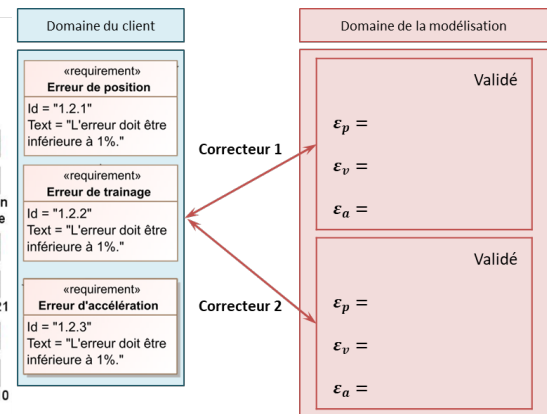 Domaine du client
Domaine de la modélisation
«requirement»
Erreur de position
Id = "1.2.1"
Text = "L'erreur doit être
inférieure à 1%."
«requirement»
Erreur de trainage
Id = "1.2.2"
Text = "L'erreur doit être
inférieure à 1%."
«requirement»
Erreur d'accélération
Id = "1.2.3"
Text = "L'erreur doit être
inférieure à 1%."
Correcteur 1
Correcteur 2
Validé
εp =
εv =
εa =
Validé
εp =
εv =
εa =
n
e
21
0